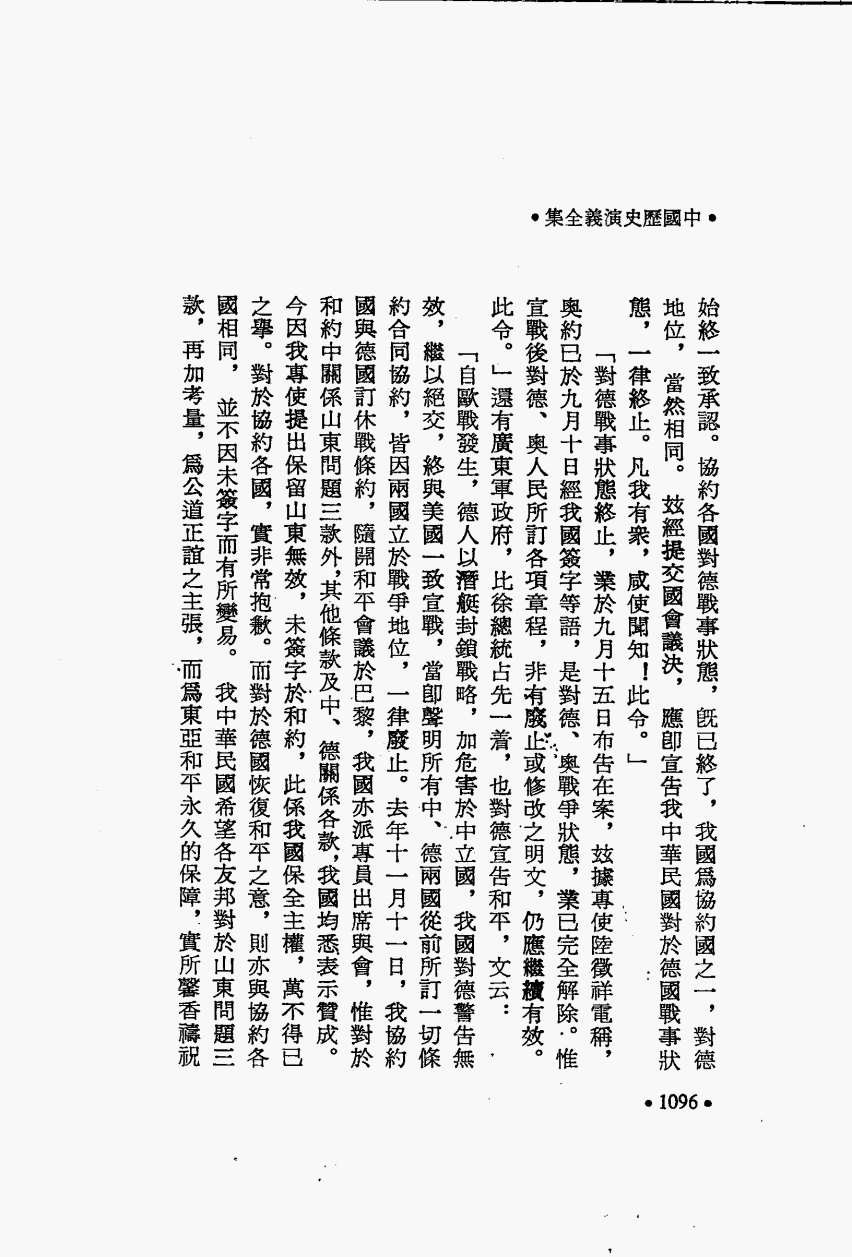 •中國歷史演義全集•
始終一致承認。協約各國對德戰事狀態，既已終了，我國爲協約國之一，對德
地位，當然相同。玆經提交國會議決，應卽宣告我中華民國對於德國戰事狀
態，一律終止。凡我有衆，咸使聞知！此令。」
「對德戰事狀態終止，業於九月十五日布告在案，玆據專使陸徵祥電稱，
奧約已於九月十日經我國簽字等語，是對德、奧戰爭狀態，業已完全解除。惟
宣戰後對德、奧人民所訂各項章程，非有廢止或修改之明文，仍應繼續有效。
此令。」還有廣東軍政府，比徐總統占先一着，也對德宣告和平，文云：
「自歐戰發生，德人以潛艇封鎖戰略，加危害於中立國，我國對德警告無
效，繼以絕交，終與美國一致宣戰，當卽聲明所有中、德兩國從前所訂一切條
約合同協約，皆因兩國立於戰爭地位，一律廢止。去年十一月十一日，我協約
國與德國訂休戰條約，隨開和平會議於巴黎，我國亦派專員出席與會，惟對於
和約中關係山東問題三款外，其他條款及中、德關係各款，我國均悉表示贊成。
今因我專使提出保留山東無效，未簽字於和約，此係我國保全主權，萬不得已
之擧。對於協約各國，實非常抱歉。而對於德國恢復和平之意，則亦與協約各
國相同，並不因未簽字而有所變易。我中華民國希望各友邦對於山東問題三
款，再加考量，爲公道正誼之主張，而爲東亞和平永久的保障，實所馨香禱祝
•1096•